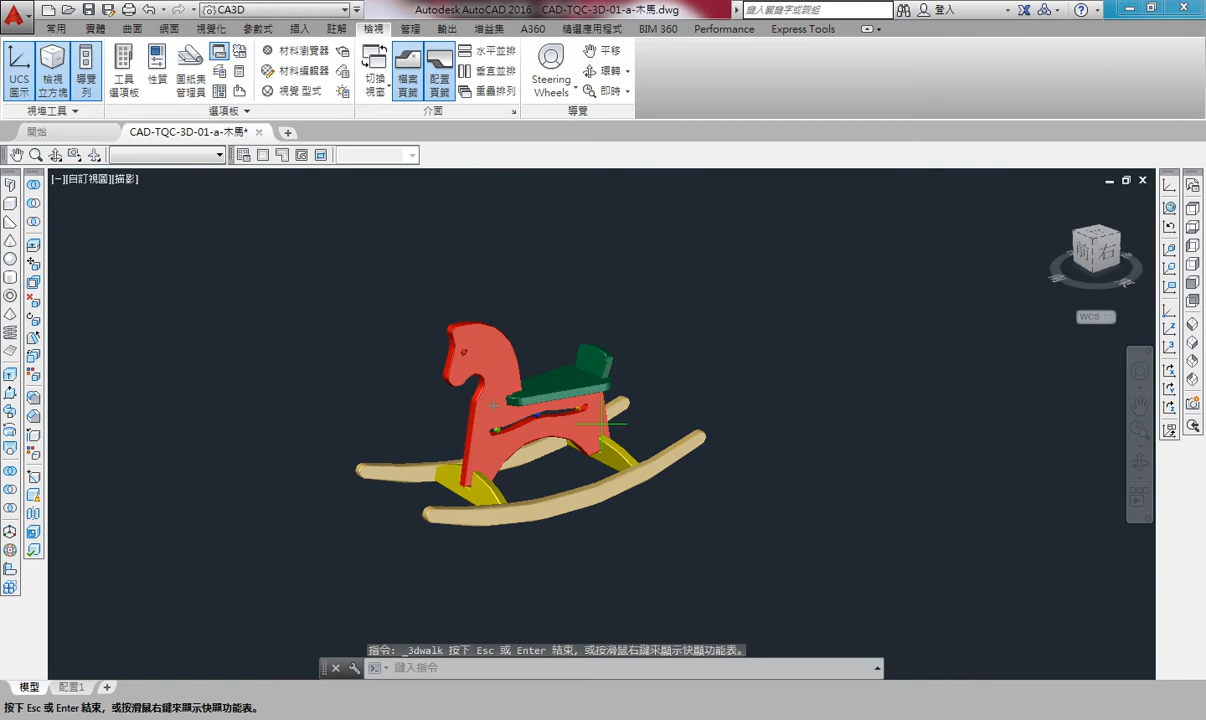 CA3D
Autodesk AutoCAD 2016 CAD-TQC-3D-01-a-木馬.dwg
鍵入關鍵字或詞組
登入
常用 實體 曲面 網面 視覺化 參數式 插入 註解 檢視 管理 輸出 增益集 A360 精選應用程式 BIM 360 Performance Express Tools
UCS 圖示
檢視 立方塊
導覽 列
工具 選項板
性質
圖紙集 管理員
材料瀏覽器
材料編輯器
視覺 型式
切換 視窗
檔案 頁籤
配置 頁籤
水平並排
垂直並排
重疊排列
Steering Wheels
平移
環轉
即時
視埠工具 選項板 介面 導覽
開始 CAD-TQC-3D-01-a-木馬*
[−][自訂視圖][描影]
前 右
WCS
指令: _3dwalk 按下 Esc 或 Enter 結束, 或按滑鼠右鍵來顯示快顯功能表。
鍵入指令
模型 配置1
按下 Esc 或 Enter 結束, 或按滑鼠右鍵來顯示快顯功能表。